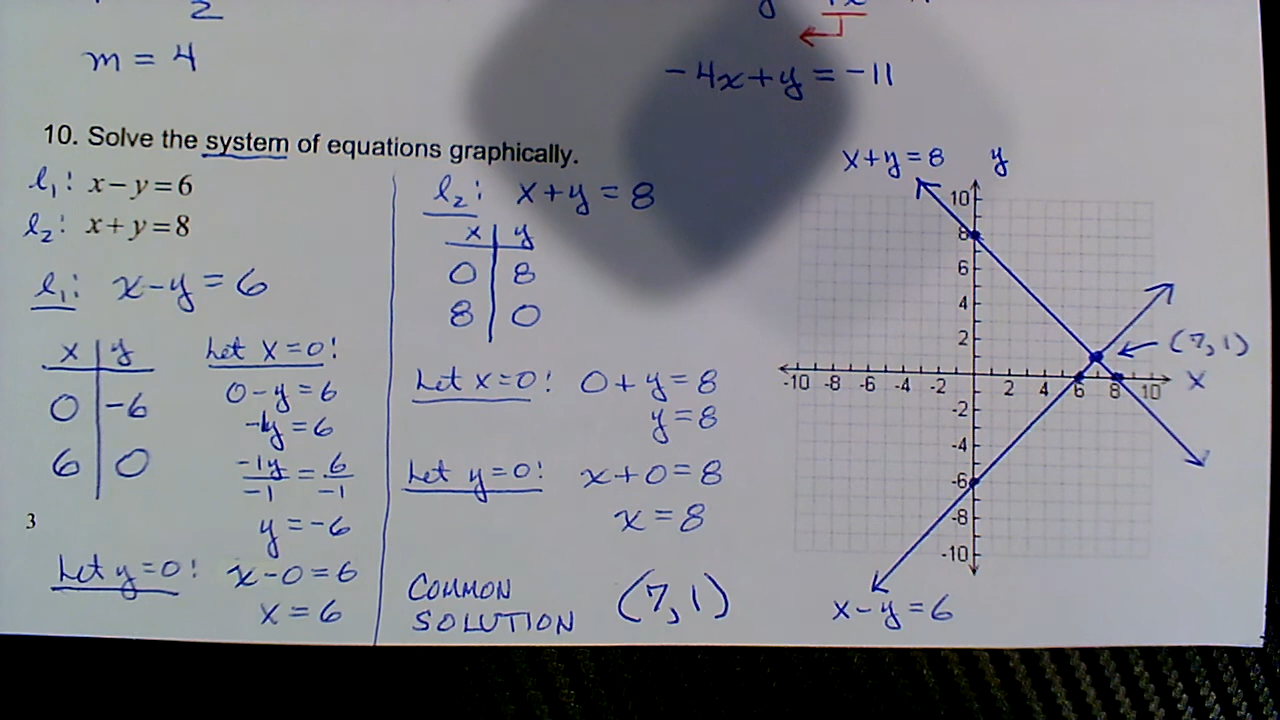 2
m = 4
-4x+y = -11
10. Solve the system of equations graphically.
l₁: x-y=6
l₂: x+y=8
l₁: x-y = 6
x y
0 -6
6 0
Let x=0:
0-y=6
-1y=6
-1y/-1 = 6/-1
y = -6
3
Let y=0: x-0=6
x = 6
l₂: x+y = 8
x y
0 8
8 0
Let x=0: 0+y=8
y=8
Let y=0: x+0=8
x=8
COMMON
SOLUTION (7,1)
x+y=8 y
10
8
6
4
2
(7,1)
-10 -8 -6 -4 -2 2 4 6 8 10 x
-2
-4
-6
-8
-10
x-y=6